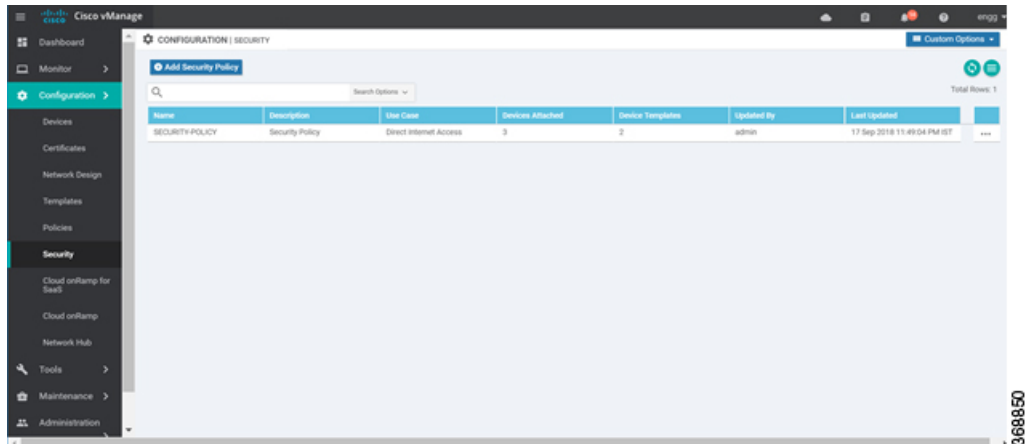 CISCO Cisco vManage
engg
Dashboard
Monitor
Configuration
Devices
Certificates
Network Design
Templates
Policies
Security
Cloud onRamp for
SaaS
Cloud onRamp
Network Hub
Tools
Maintenance
Administration
CONFIGURATION | SECURITY
Custom Options
Add Security Policy
Search Options
Total Rows: 1
Name Description Use Case Devices Attached Device Templates Updated By Last Updated
SECURITY-POLICY Security Policy Direct Internet Access 3 2 admin 17 Sep 2018 11:49:04 PM IST
368850